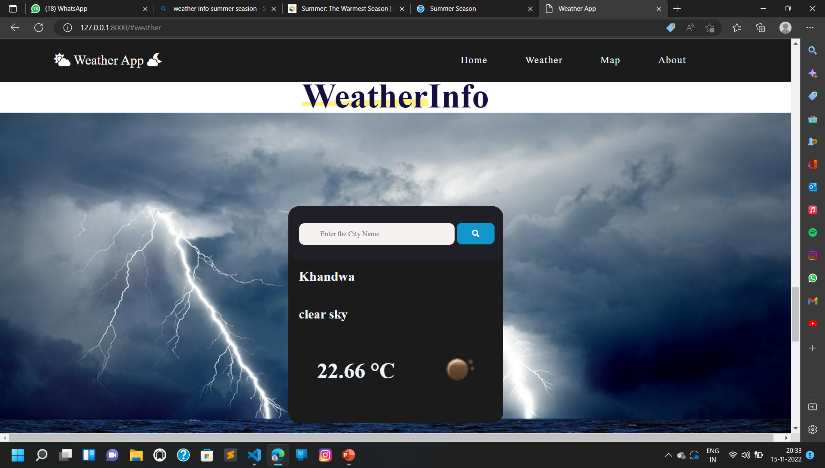 (18) WhatsApp
weather info summer seasion - S
Summer: The Warmest Season |
Summer Season
Weather App
127.0.0.1:8000/#weather
Weather App
Home
Weather
Map
About
WeatherInfo
Enter the City Name
Khandwa
clear sky
22.66 °C
ENG
IN
20:33
15-11-2022